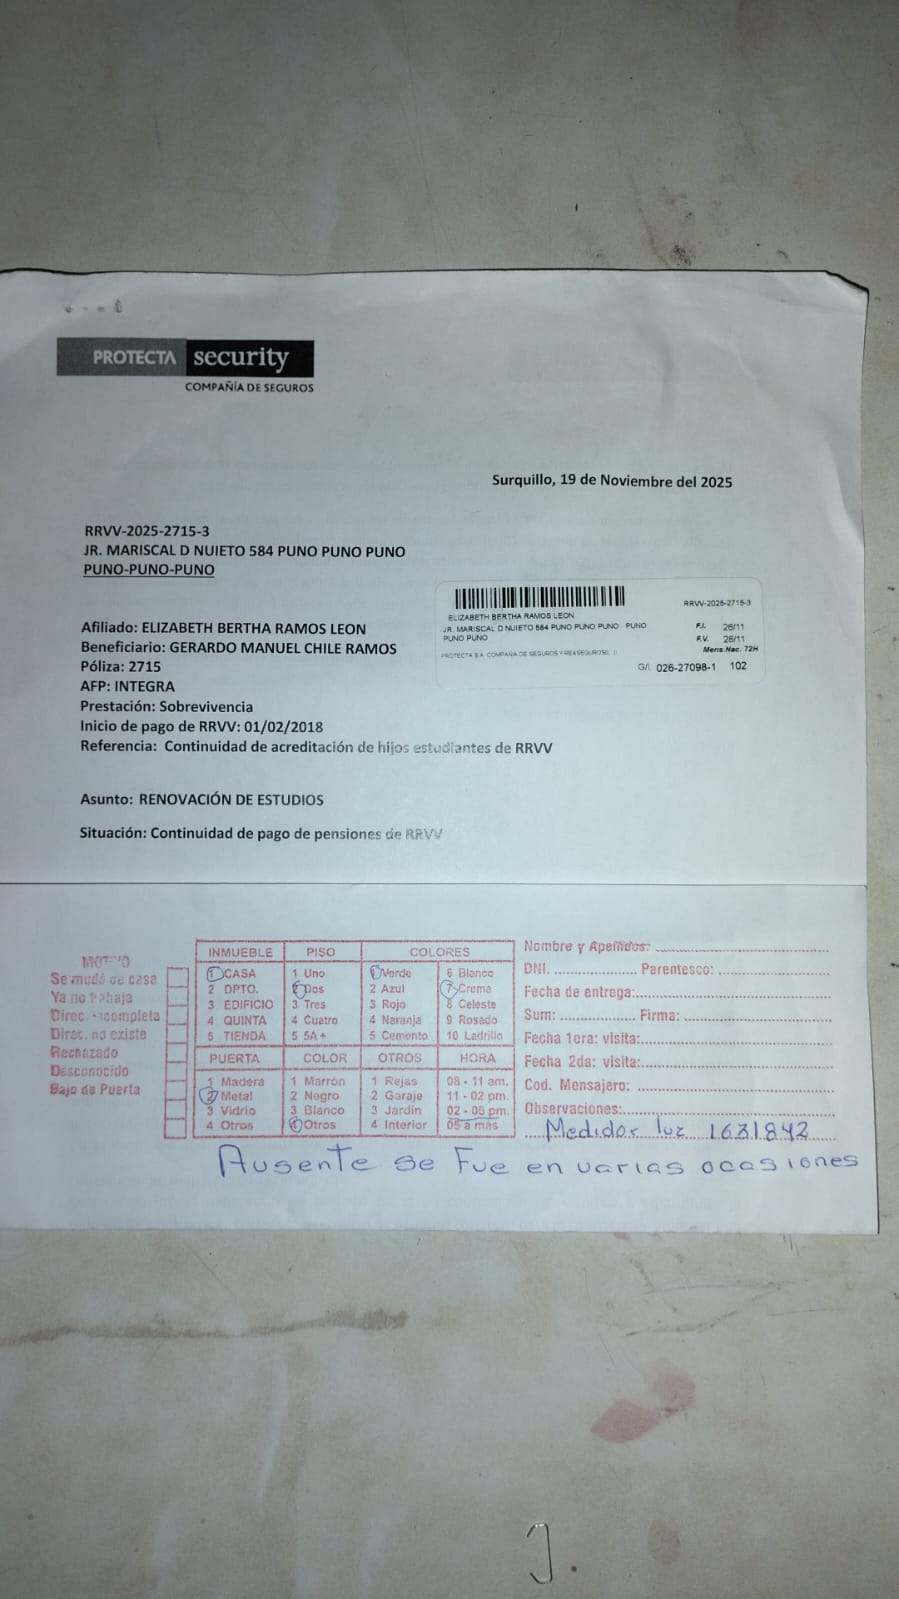 PROTECTA security
COMPAÑÍA DE SEGUROS
Surquillo, 19 de Noviembre del 2025
RRVV-2025-2715-3
JR. MARISCAL D NUIETO 584 PUNO PUNO PUNO
PUNO-PUNO-PUNO
ELIZABETH BERTHA RAMOS LEON
RRVV-2025-2715-3
JR. MARISCAL D NUIETO 584 PUNO PUNO PUNO PUNO
PUNO PUNO
F.I. 26/11
F.V. 28/11
Mens.Nac. 72H
PROTECTA S.A. COMPAÑIA DE SEGUROS Y REASEGUROS
G/I 026-27098-1 102
Afiliado: ELIZABETH BERTHA RAMOS LEON
Beneficiario: GERARDO MANUEL CHILE RAMOS
Póliza: 2715
AFP: INTEGRA
Prestación: Sobrevivencia
Inicio de pago de RRVV: 01/02/2018
Referencia: Continuidad de acreditación de hijos estudiantes de RRVV
Asunto: RENOVACIÓN DE ESTUDIOS
Situación: Continuidad de pago de pensiones de RRVV
MOTIVO
Se mudó de casa
Ya no trabaja
Direc. incompleta
Direc. no existe
Rechazado
Desconocido
Bajo de Puerta
INMUEBLE PISO COLORES
1 CASA 1 Uno 1 Verde 6 Blanco
2 DPTO. 2 Dos 2 Azul 7 Crema
3 EDIFICIO 3 Tres 3 Rojo 8 Celeste
4 QUINTA 4 Cuatro 4 Naranja 9 Rosado
5 TIENDA 5 5A+ 5 Cemento 10 Ladrillo
PUERTA COLOR OTROS HORA
1 Madera 1 Marrón 1 Rejas 08 - 11 am.
2 Metal 2 Negro 2 Garaje 11 - 02 pm.
3 Vidrio 3 Blanco 3 Jardín 02 - 05 pm.
4 Otros 4 Otros 4 Interior 05 a más
Nombre y Apellidos:
DNI. Parentesco:
Fecha de entrega:
Sum: Firma:
Fecha 1era: visita:
Fecha 2da: visita:
Cod. Mensajero:
Observaciones:
Medidor luz 1631842
Ausente se Fue en varias ocasiones